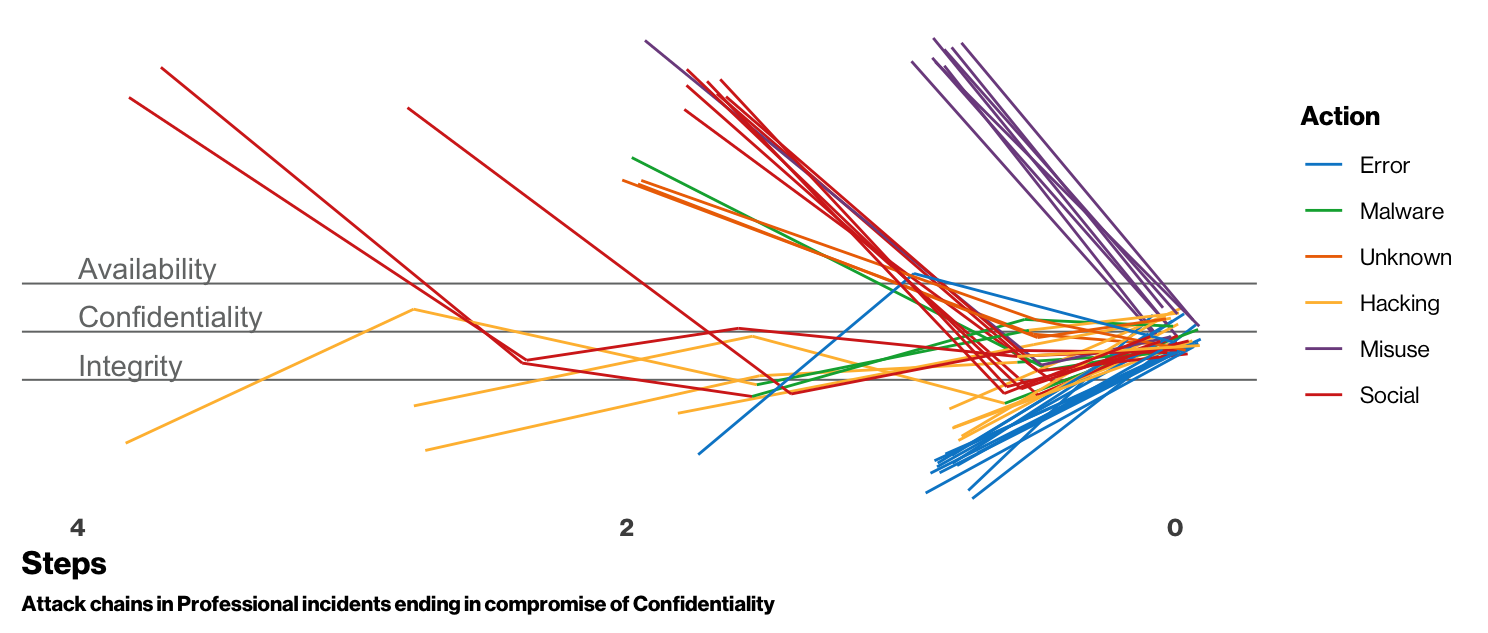 Availability
Confidentiality
Integrity
4 2 0
Steps
Attack chains in Professional incidents ending in compromise of Confidentiality
Action
Error
Malware
Unknown
Hacking
Misuse
Social